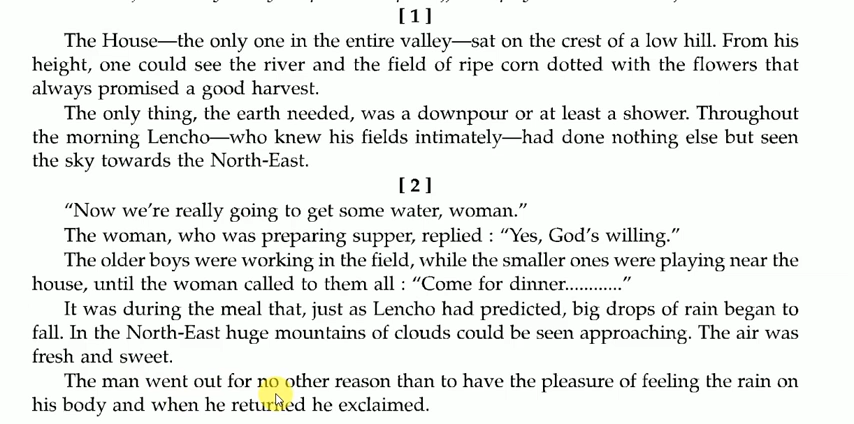 [ 1 ]
The House—the only one in the entire valley—sat on the crest of a low hill. From his
height, one could see the river and the field of ripe corn dotted with the flowers that
always promised a good harvest.
The only thing, the earth needed, was a downpour or at least a shower. Throughout
the morning Lencho—who knew his fields intimately—had done nothing else but seen
the sky towards the North-East.
[ 2 ]
“Now we’re really going to get some water, woman.”
The woman, who was preparing supper, replied : “Yes, God’s willing.”
The older boys were working in the field, while the smaller ones were playing near the
house, until the woman called to them all : “Come for dinner............”
It was during the meal that, just as Lencho had predicted, big drops of rain began to
fall. In the North-East huge mountains of clouds could be seen approaching. The air was
fresh and sweet.
The man went out for no other reason than to have the pleasure of feeling the rain on
his body and when he returned he exclaimed.